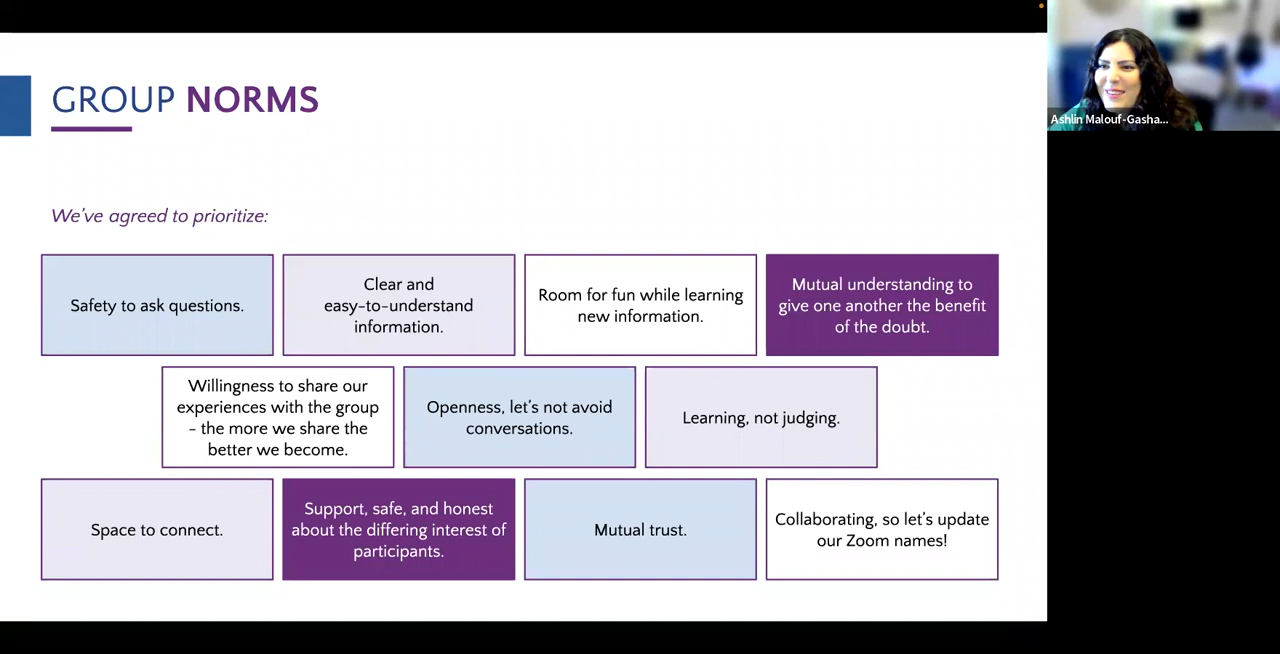 GROUP NORMS
Ashlin Malouf-Gasha...
We've agreed to prioritize:
Safety to ask questions.
Clear and
easy-to-understand
information.
Room for fun while learning
new information.
Mutual understanding to
give one another the benefit
of the doubt.
Willingness to share our
experiences with the group
- the more we share the
better we become.
Openness, let's not avoid
conversations.
Learning, not judging.
Space to connect.
Support, safe, and honest
about the differing interest of
participants.
Mutual trust.
Collaborating, so let's update
our Zoom names!